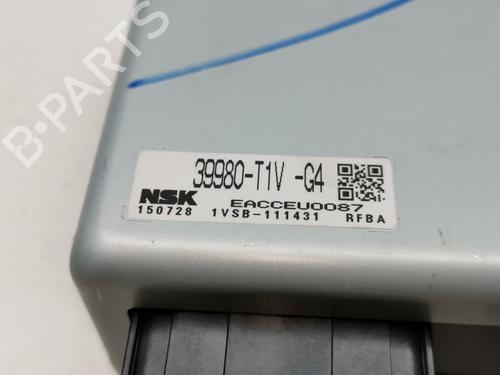 39980-T1V -G4
EACCEU0087
NSK
150728 1VSB-111431 RFBA
B-PARTS